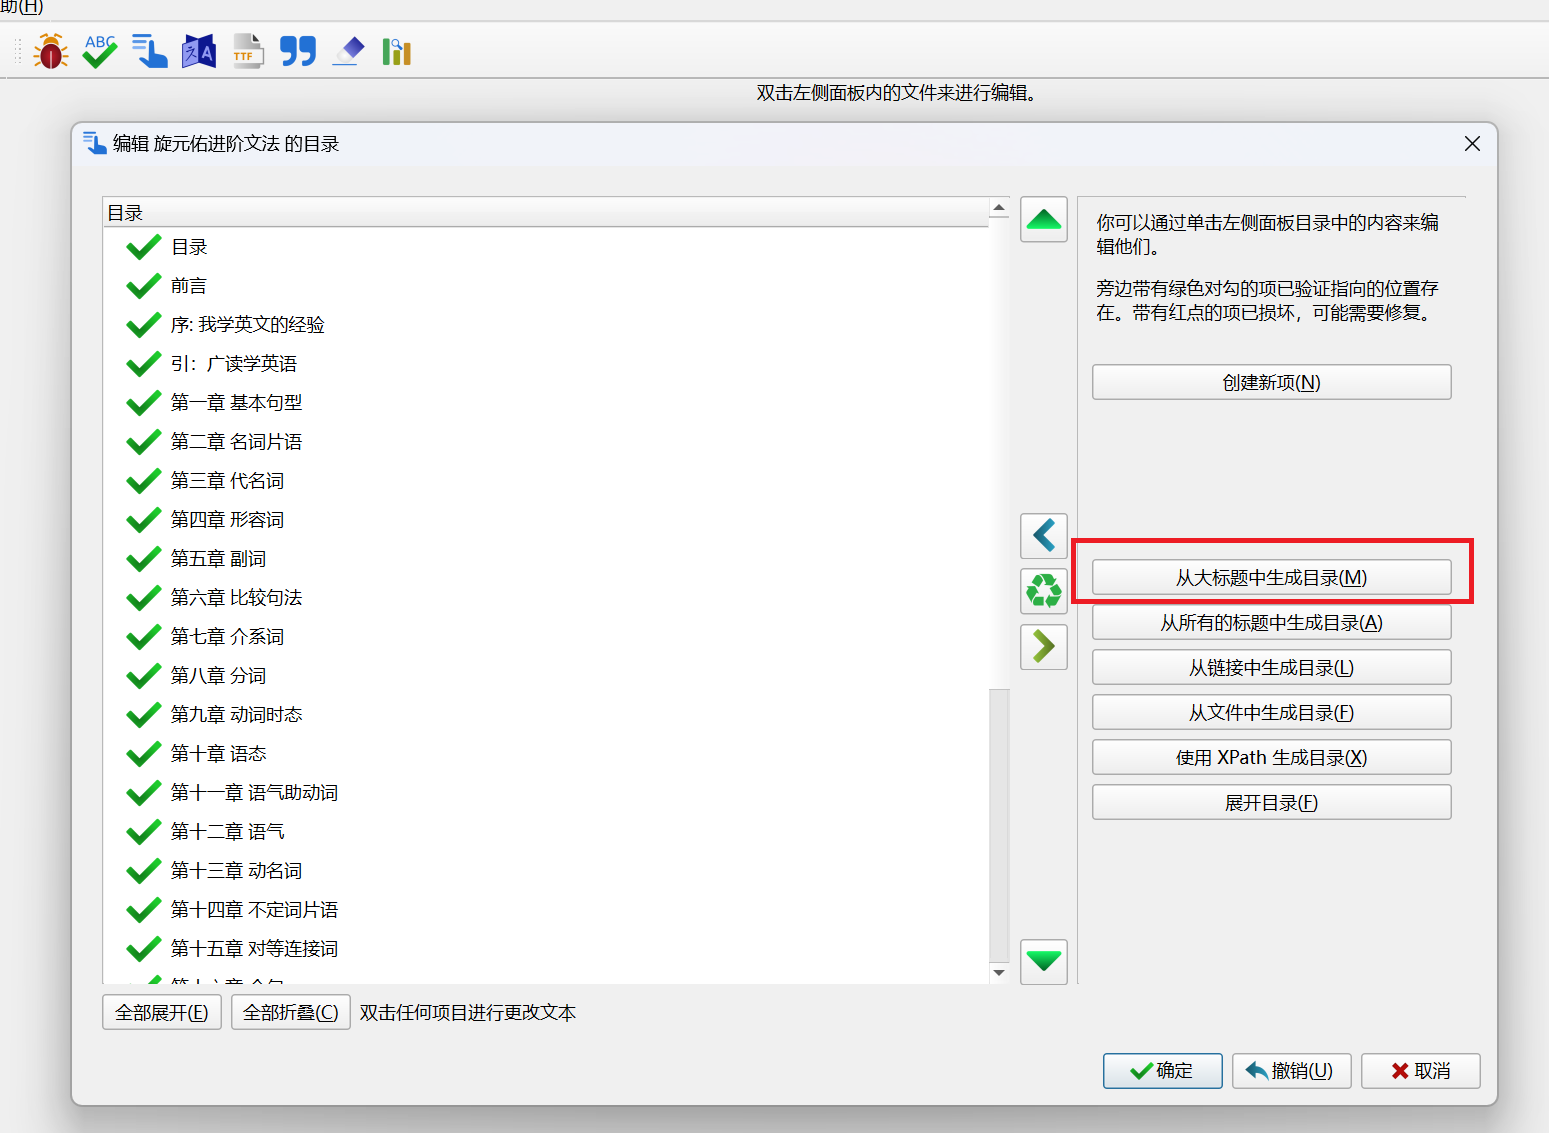 助(H)
ABC
TTF
双击左侧面板内的文件来进行编辑。
编辑 旋元佑进阶文法 的目录
目录
目录
前言
序: 我学英文的经验
引：广读学英语
第一章 基本句型
第二章 名词片语
第三章 代名词
第四章 形容词
第五章 副词
第六章 比较句法
第七章 介系词
第八章 分词
第九章 动词时态
第十章 语态
第十一章 语气助动词
第十二章 语气
第十三章 动名词
第十四章 不定词片语
第十五章 对等连接词
全部展开(E)
全部折叠(C)
双击任何项目进行更改文本
你可以通过单击左侧面板目录中的内容来编
辑他们。
旁边带有绿色对勾的项已验证指向的位置存
在。带有红点的项已损坏，可能需要修复。
创建新项(N)
从大标题中生成目录(M)
从所有的标题中生成目录(A)
从链接中生成目录(L)
从文件中生成目录(F)
使用 XPath 生成目录(X)
展开目录(F)
确定
撤销(U)
取消